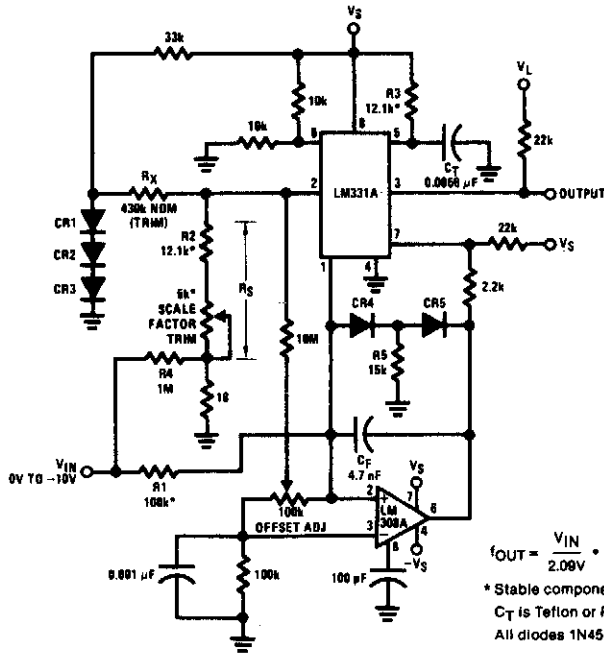 VS
33k
VL
10k
R3
12.1k*
22k
10k
6
8
5
CT
0.0056 µF
RX
430k NOM
(TRIM)
2
LM331A
3
OUTPUT
CR1
CR2
CR3
R2
12.1k*
RS
7
22k
VS
1
4
2.2k
5k*
SCALE
FACTOR
TRIM
CR4
CR5
10M
R5
15k
R4
1M
10
VIN
0V TO –10V
R1
100k*
CF
4.7 nF
VS
100k
2
+
7
LM
308A
6
OFFSET ADJ
3
–
4
8
–VS
0.001 µF
100k
100 pF
fOUT = VIN
2.09V •
* Stable compone
CT is Teflon or P
All diodes 1N45